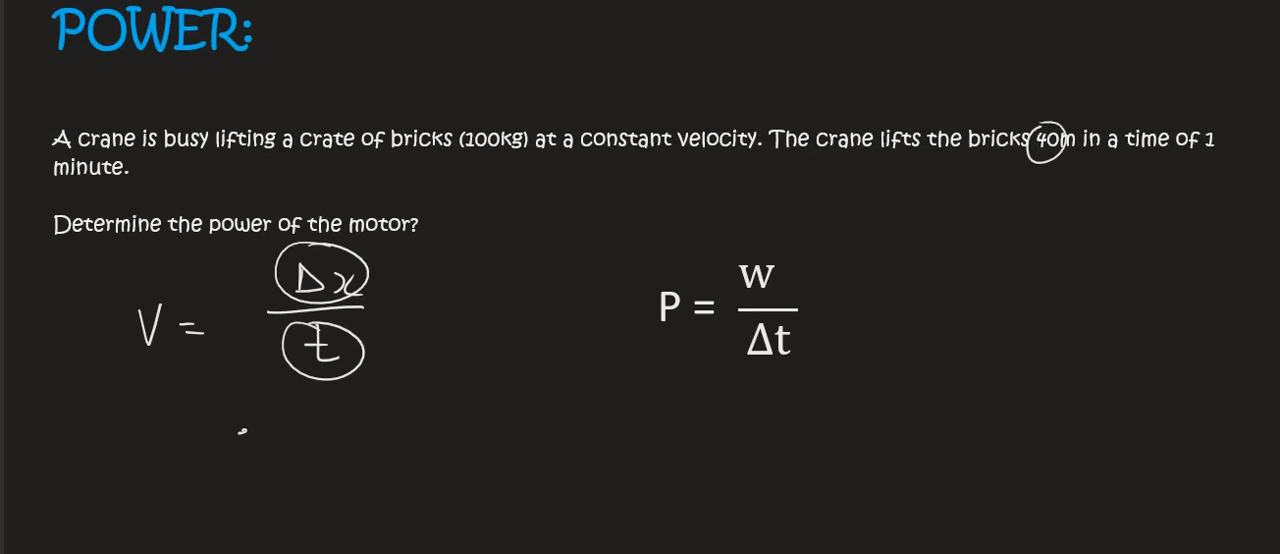 POWER:
A crane is busy lifting a crate of bricks (100kg) at a constant velocity. The crane lifts the bricks 40m in a time of 1
minute.
Determine the power of the motor?
V = Δx / t
P = w / Δt